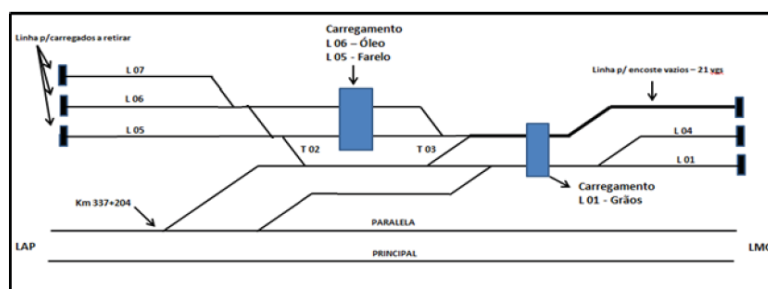 Linha p/carregados a retirar
Carregamento
L 06 – Óleo
L 05 - Farelo
Linha p/ encoste vazios – 21 vgs
L 07
L 06
L 05
T 02
T 03
L 04
L 01
Carregamento
L 01 - Grãos
Km 337+204
PARALELA
LAP
LMG
PRINCIPAL